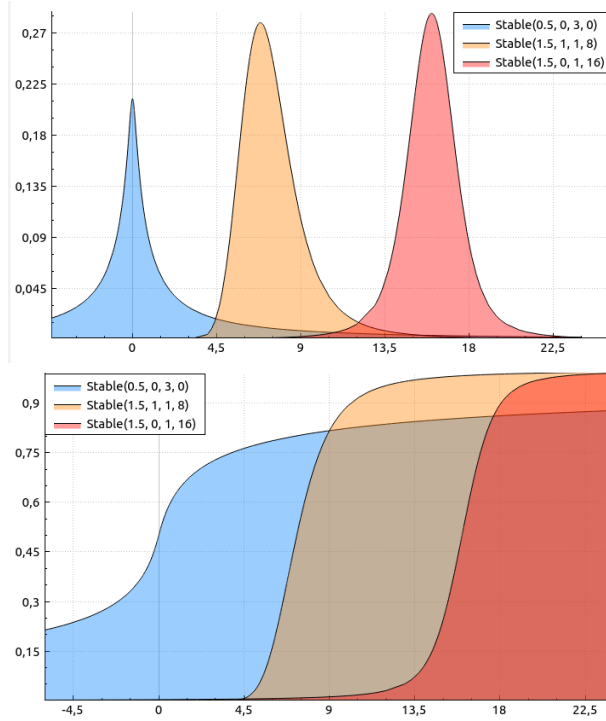 0,27
0,225
0,18
0,135
0,09
0,045
Stable(0.5, 0, 3, 0)
Stable(1.5, 1, 1, 8)
Stable(1.5, 0, 1, 16)
0 4,5 9 13,5 18 22,5
Stable(0.5, 0, 3, 0)
Stable(1.5, 1, 1, 8)
Stable(1.5, 0, 1, 16)
0,9
0,75
0,6
0,45
0,3
0,15
-4,5 0 4,5 9 13,5 18 22,5